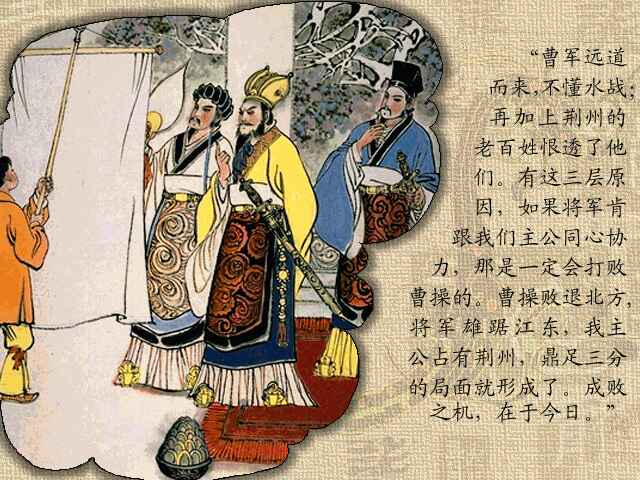 “曹军远道
而来,不懂水战;
再加上荆州的
老百姓恨透了他
们。有这三层原
因，如果将军肯
跟我们主公同心协
力，那是一定会打败
曹操的。曹操败退北方,
将军雄踞江东，我主
公占有荆州，鼎足三分
的局面就形成了。成败
之机，在于今日。”